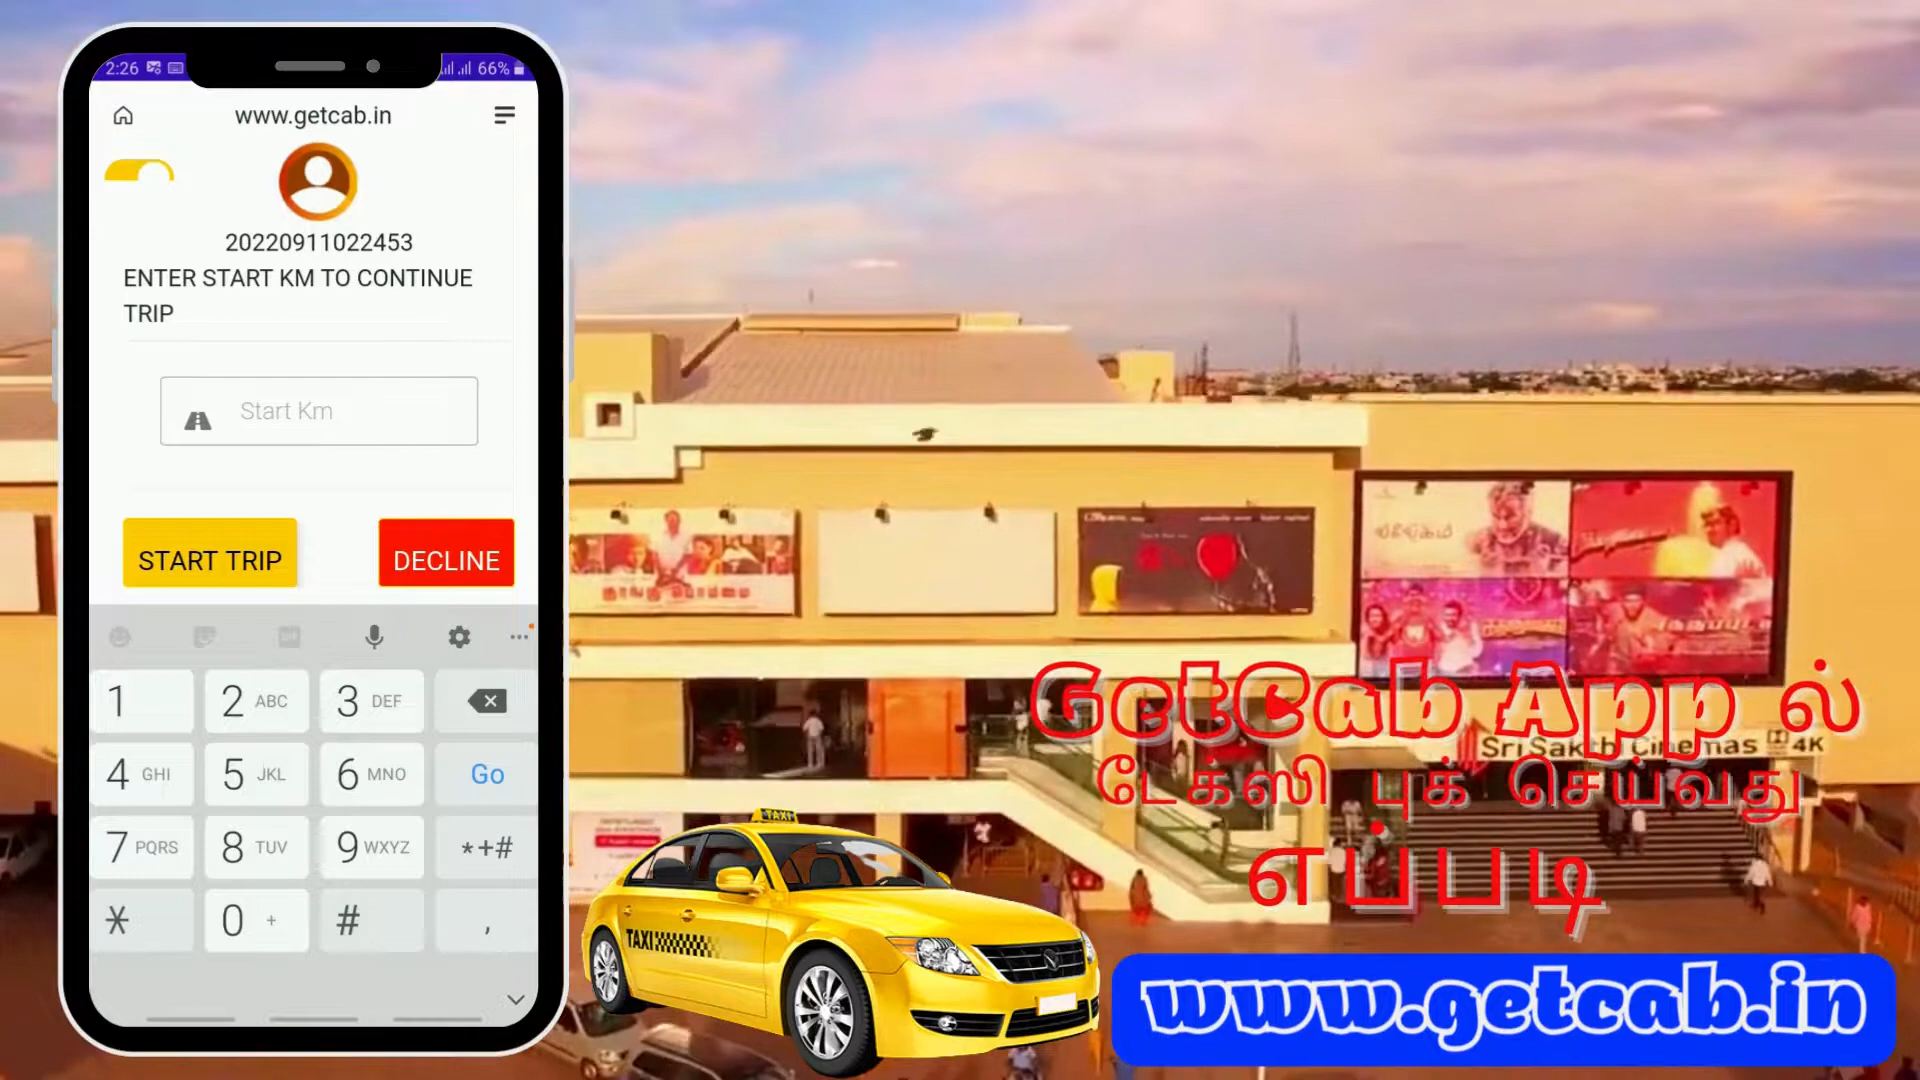 2:26
66%
www.getcab.in
20220911022453
ENTER START KM TO CONTINUE
TRIP
Start Km
START TRIP
DECLINE
1
2 ABC
3 DEF
4 GHI
5 JKL
6 MNO
Go
7 PQRS
8 TUV
9 WXYZ
*+#
*
0 +
#
,
TAXI
TAXI
GetCab App ல்
Sri Sakthi Cinemas 4K
டேக்ஸி புக் செய்வது
எப்படி
www.getcab.in